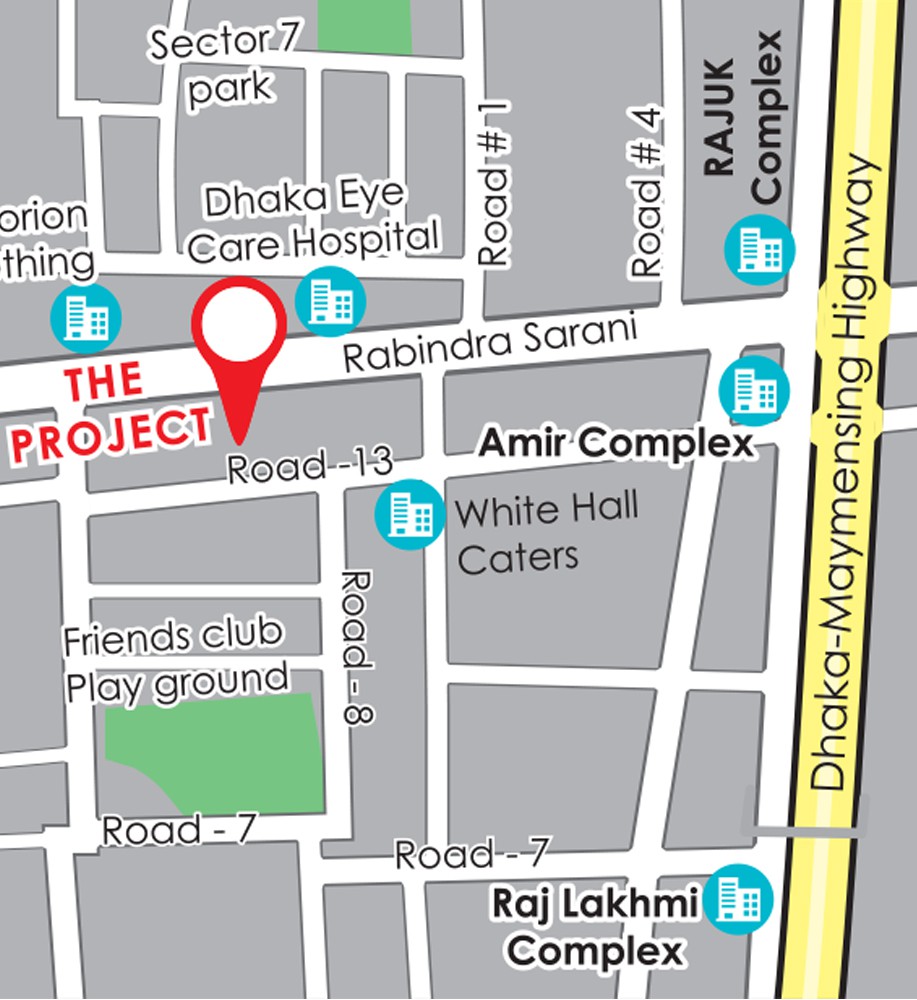 Sector 7
park
RAJUK
Complex
Road # 1
Road # 4
Dhaka Eye
Care Hospital
orion
thing
Rabindra Sarani
THE
PROJECT
Dhaka-Maymensing Highway
Amir Complex
Road -13
White Hall
Caters
Road - 8
Friends club
Play ground
Road - 7
Road - 7
Raj Lakhmi
Complex